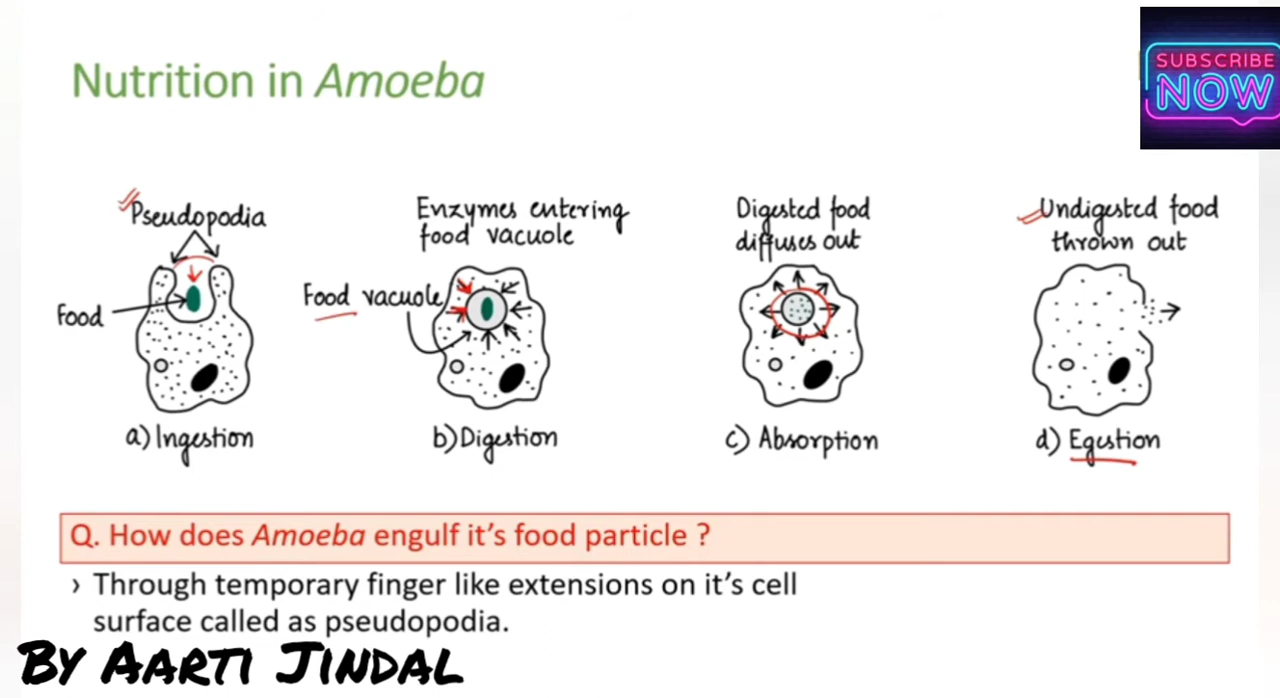 SUBSCRIBE
NOW
Nutrition in Amoeba
Pseudopodia
Food
a) Ingestion
Enzymes entering
food vacuole
Food vacuole
b) Digestion
Digested food
diffuses out
c) Absorption
Undigested food
thrown out
d) Egestion
Q. How does Amoeba engulf it's food particle ?
› Through temporary finger like extensions on it's cell
surface called as pseudopodia.
By Aarti Jindal